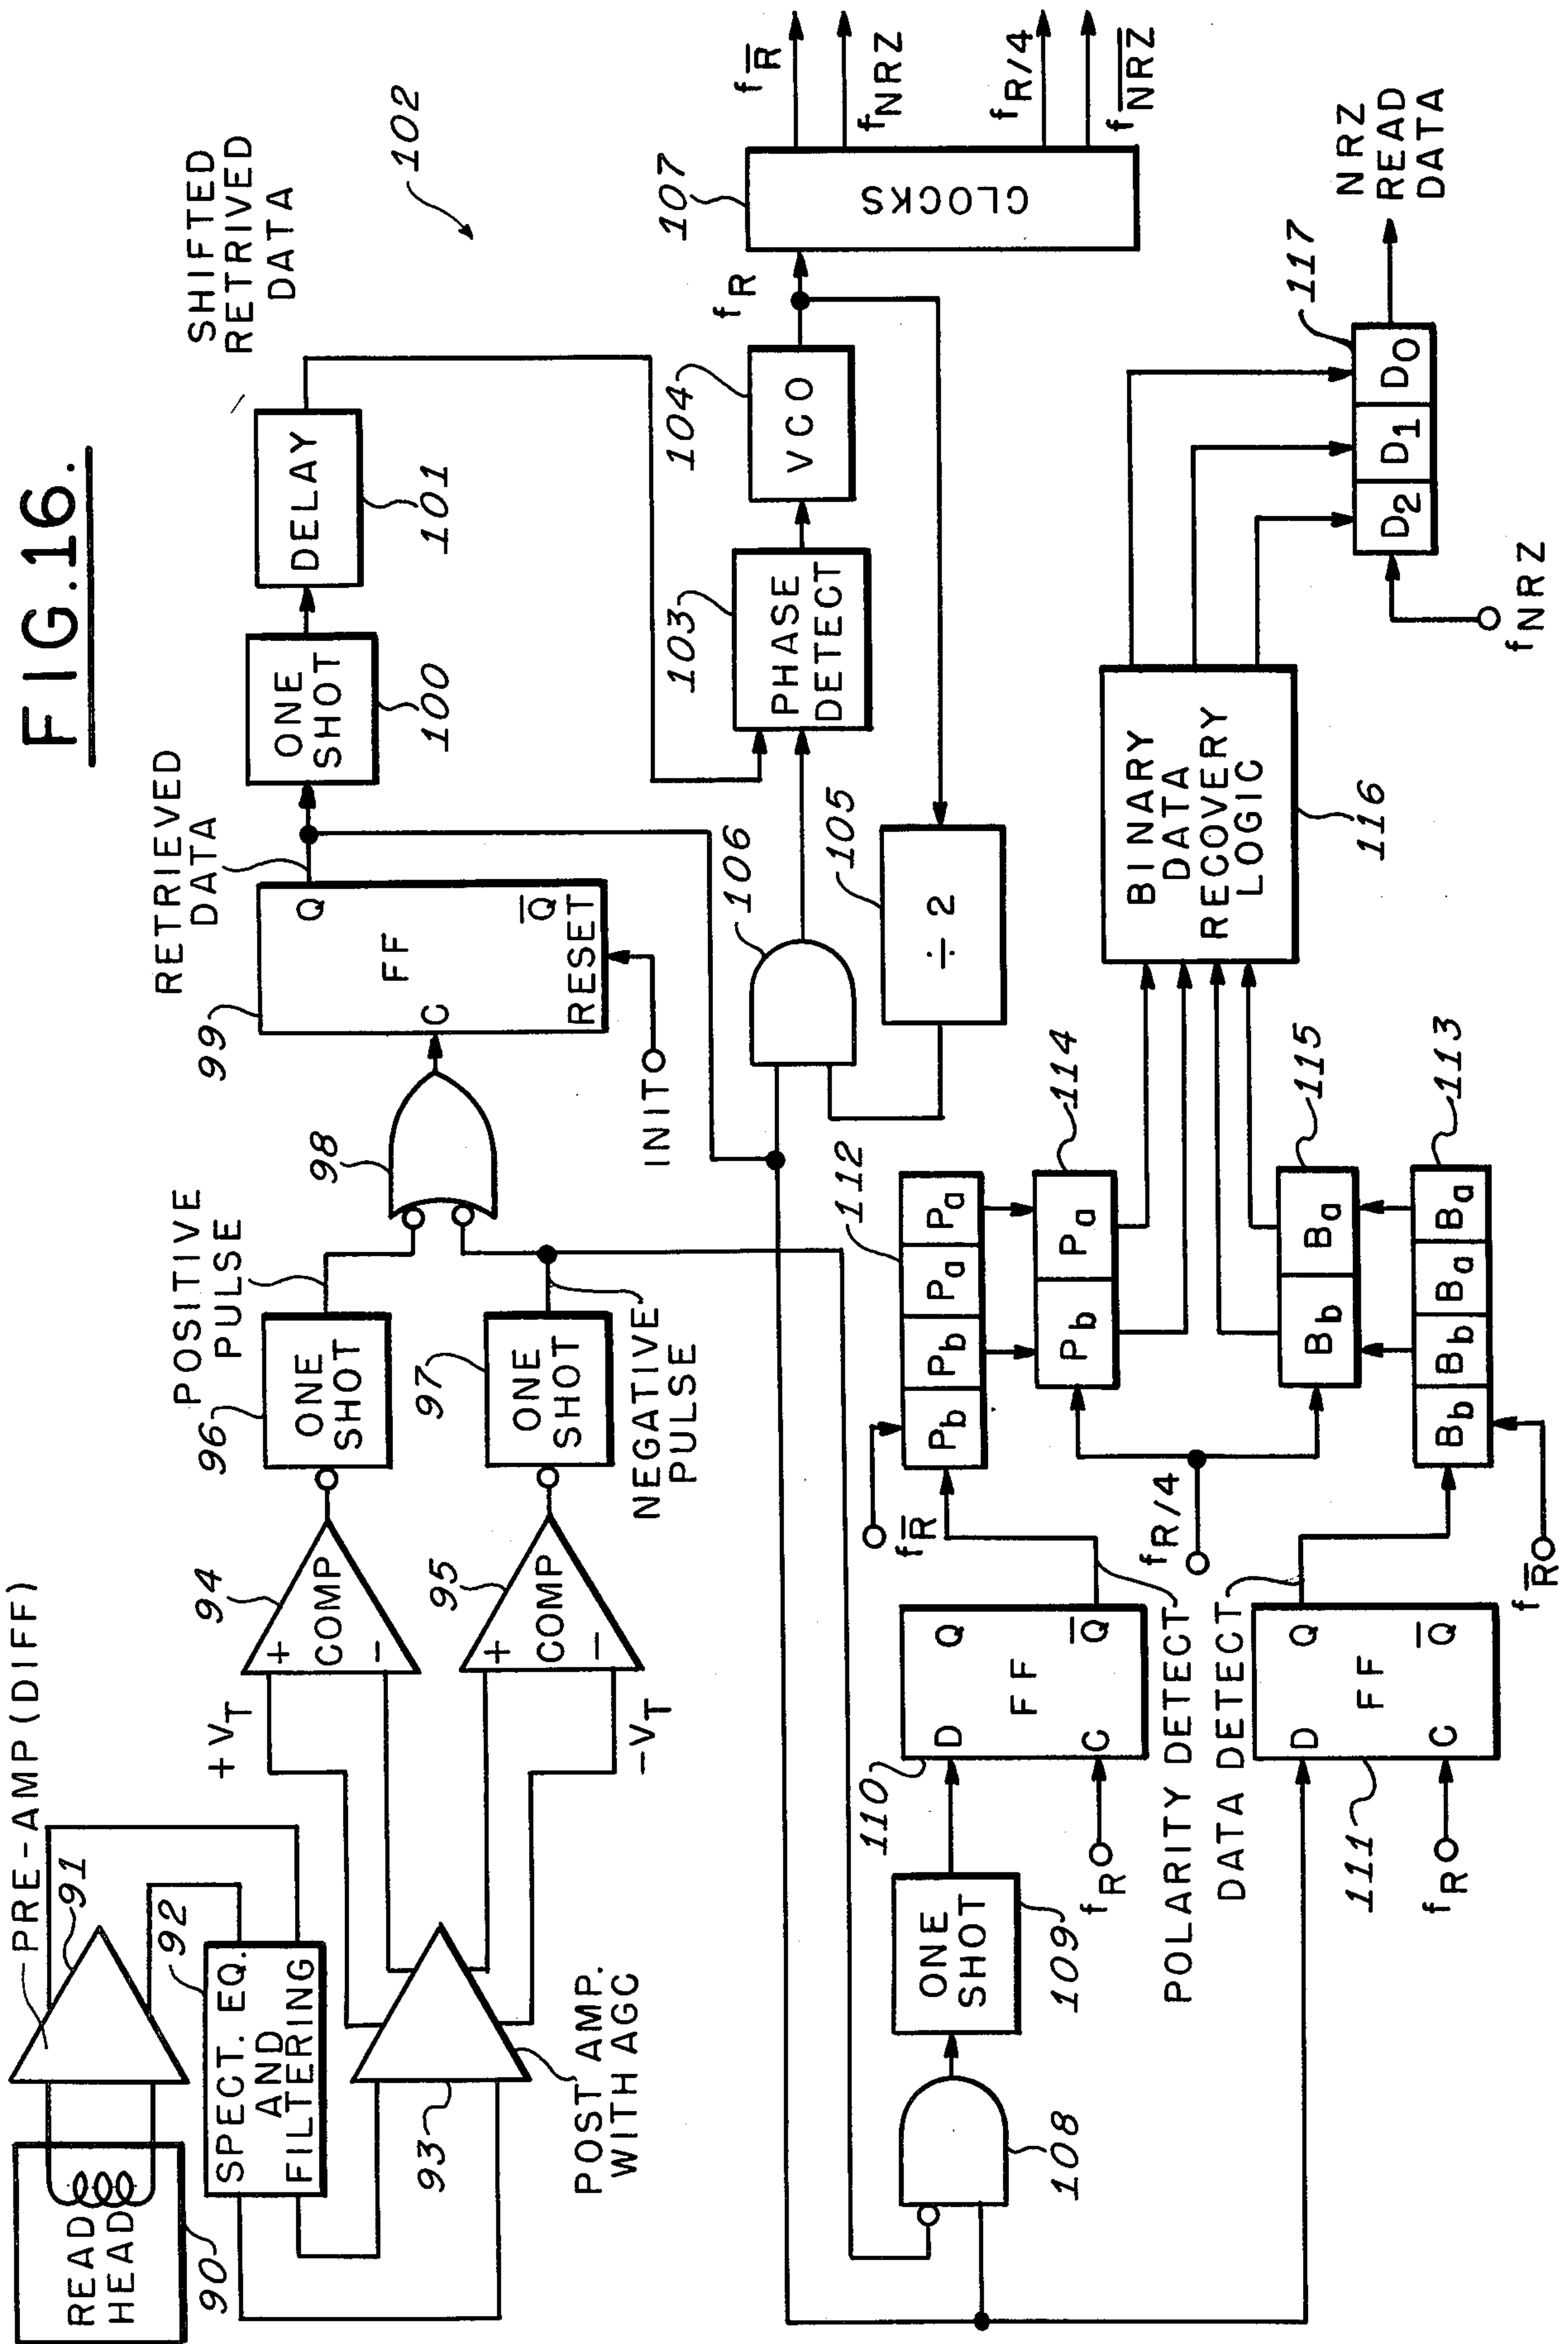 FIG.16.
PRE-AMP (DIFF)
READ
HEAD
90
91
92
SPECT. EQ.
AND
FILTERING
93
POST AMP.
WITH AGC
+VT
-VT
94
+
COMP
-
95
+
COMP
-
96
ONE
SHOT
POSITIVE
PULSE
97
ONE
SHOT
NEGATIVE
PULSE
98
99
C
FF
Q
Q̅
RESET
INIT
RETRIEVED
DATA
100
ONE
SHOT
101
DELAY
SHIFTED
RETRIVED
DATA
102
103
PHASE
DETECT
104
VCO
fR
105
÷ 2
106
107
CLOCKS
fR̅
fNRZ
fR/4
fN̅R̅Z̅
108
109
ONE
SHOT
110
D
Q
FF
C
Q̅
fR
POLARITY DETECT
DATA DETECT
111
D
Q
FF
C
Q̅
fR
112
Pb Pb Pa Pa
fR̅
114
Pb Pa
fR/4
115
Bb Ba
113
Bb Bb Ba Ba
fR̅
116
BINARY
DATA
RECOVERY
LOGIC
117
D2 D1 D0
fNRZ
NRZ
READ
DATA